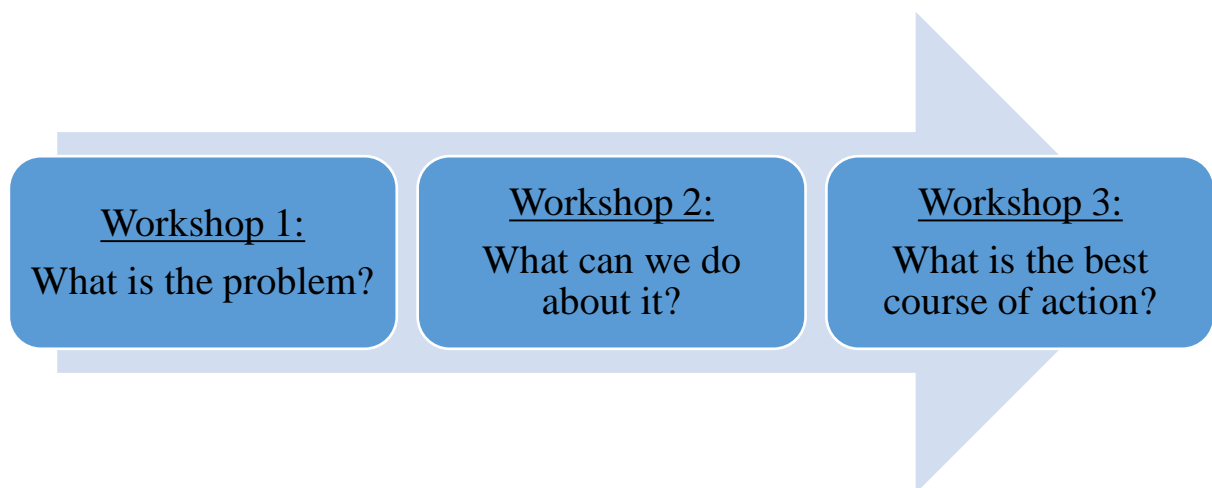 Workshop 1:
What is the problem?
Workshop 2:
What can we do
about it?
Workshop 3:
What is the best
course of action?